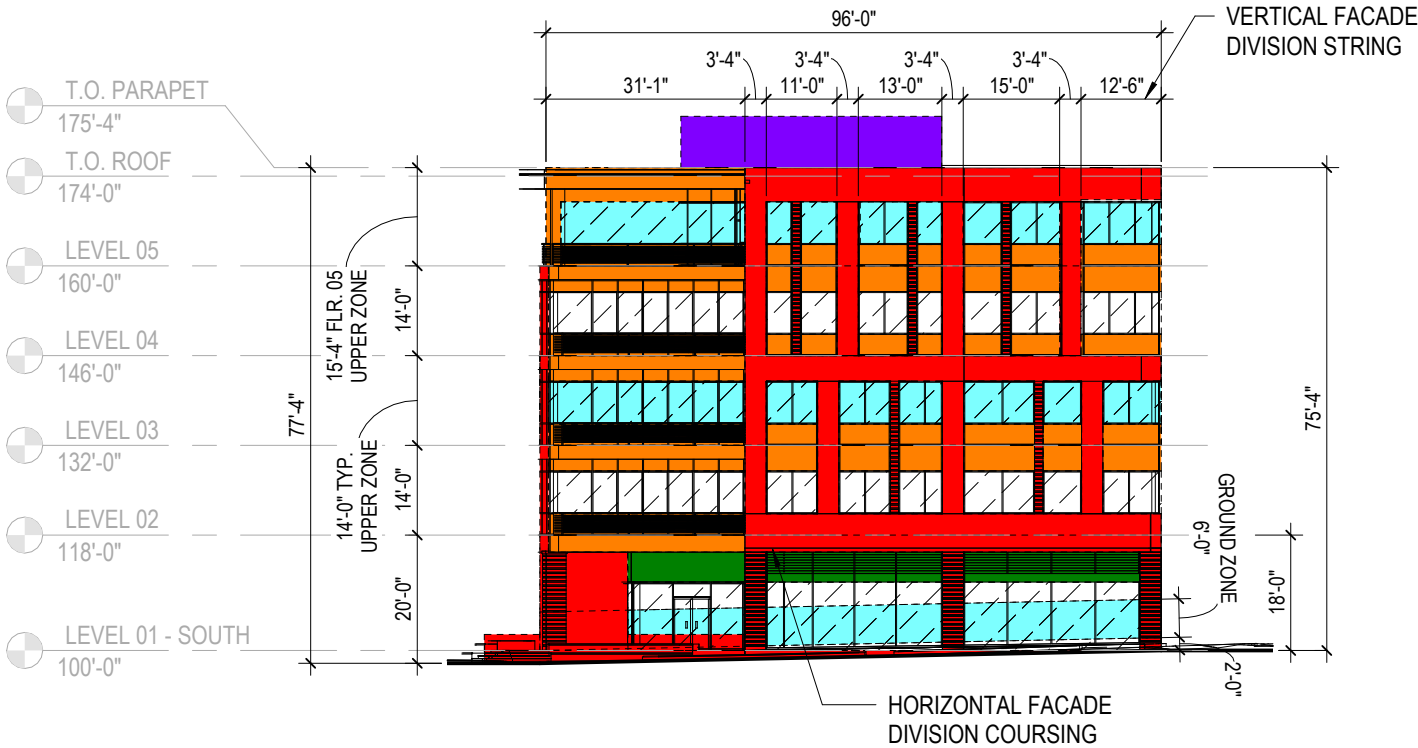 96'-0"
VERTICAL FACADE
DIVISION STRING
3'-4"
3'-4"
3'-4"
3'-4"
31'-1"
11'-0"
13'-0"
15'-0"
12'-6"
T.O. PARAPET
175'-4"
T.O. ROOF
174'-0"
LEVEL 05
160'-0"
LEVEL 04
146'-0"
LEVEL 03
132'-0"
LEVEL 02
118'-0"
LEVEL 01 - SOUTH
100'-0"
77'-4"
15'-4" FLR. 05
UPPER ZONE
14'-0" TYP.
UPPER ZONE
14'-0"
14'-0"
20'-0"
75'-4"
GROUND ZONE
6'-0"
18'-0"
2'-0"
HORIZONTAL FACADE
DIVISION COURSING